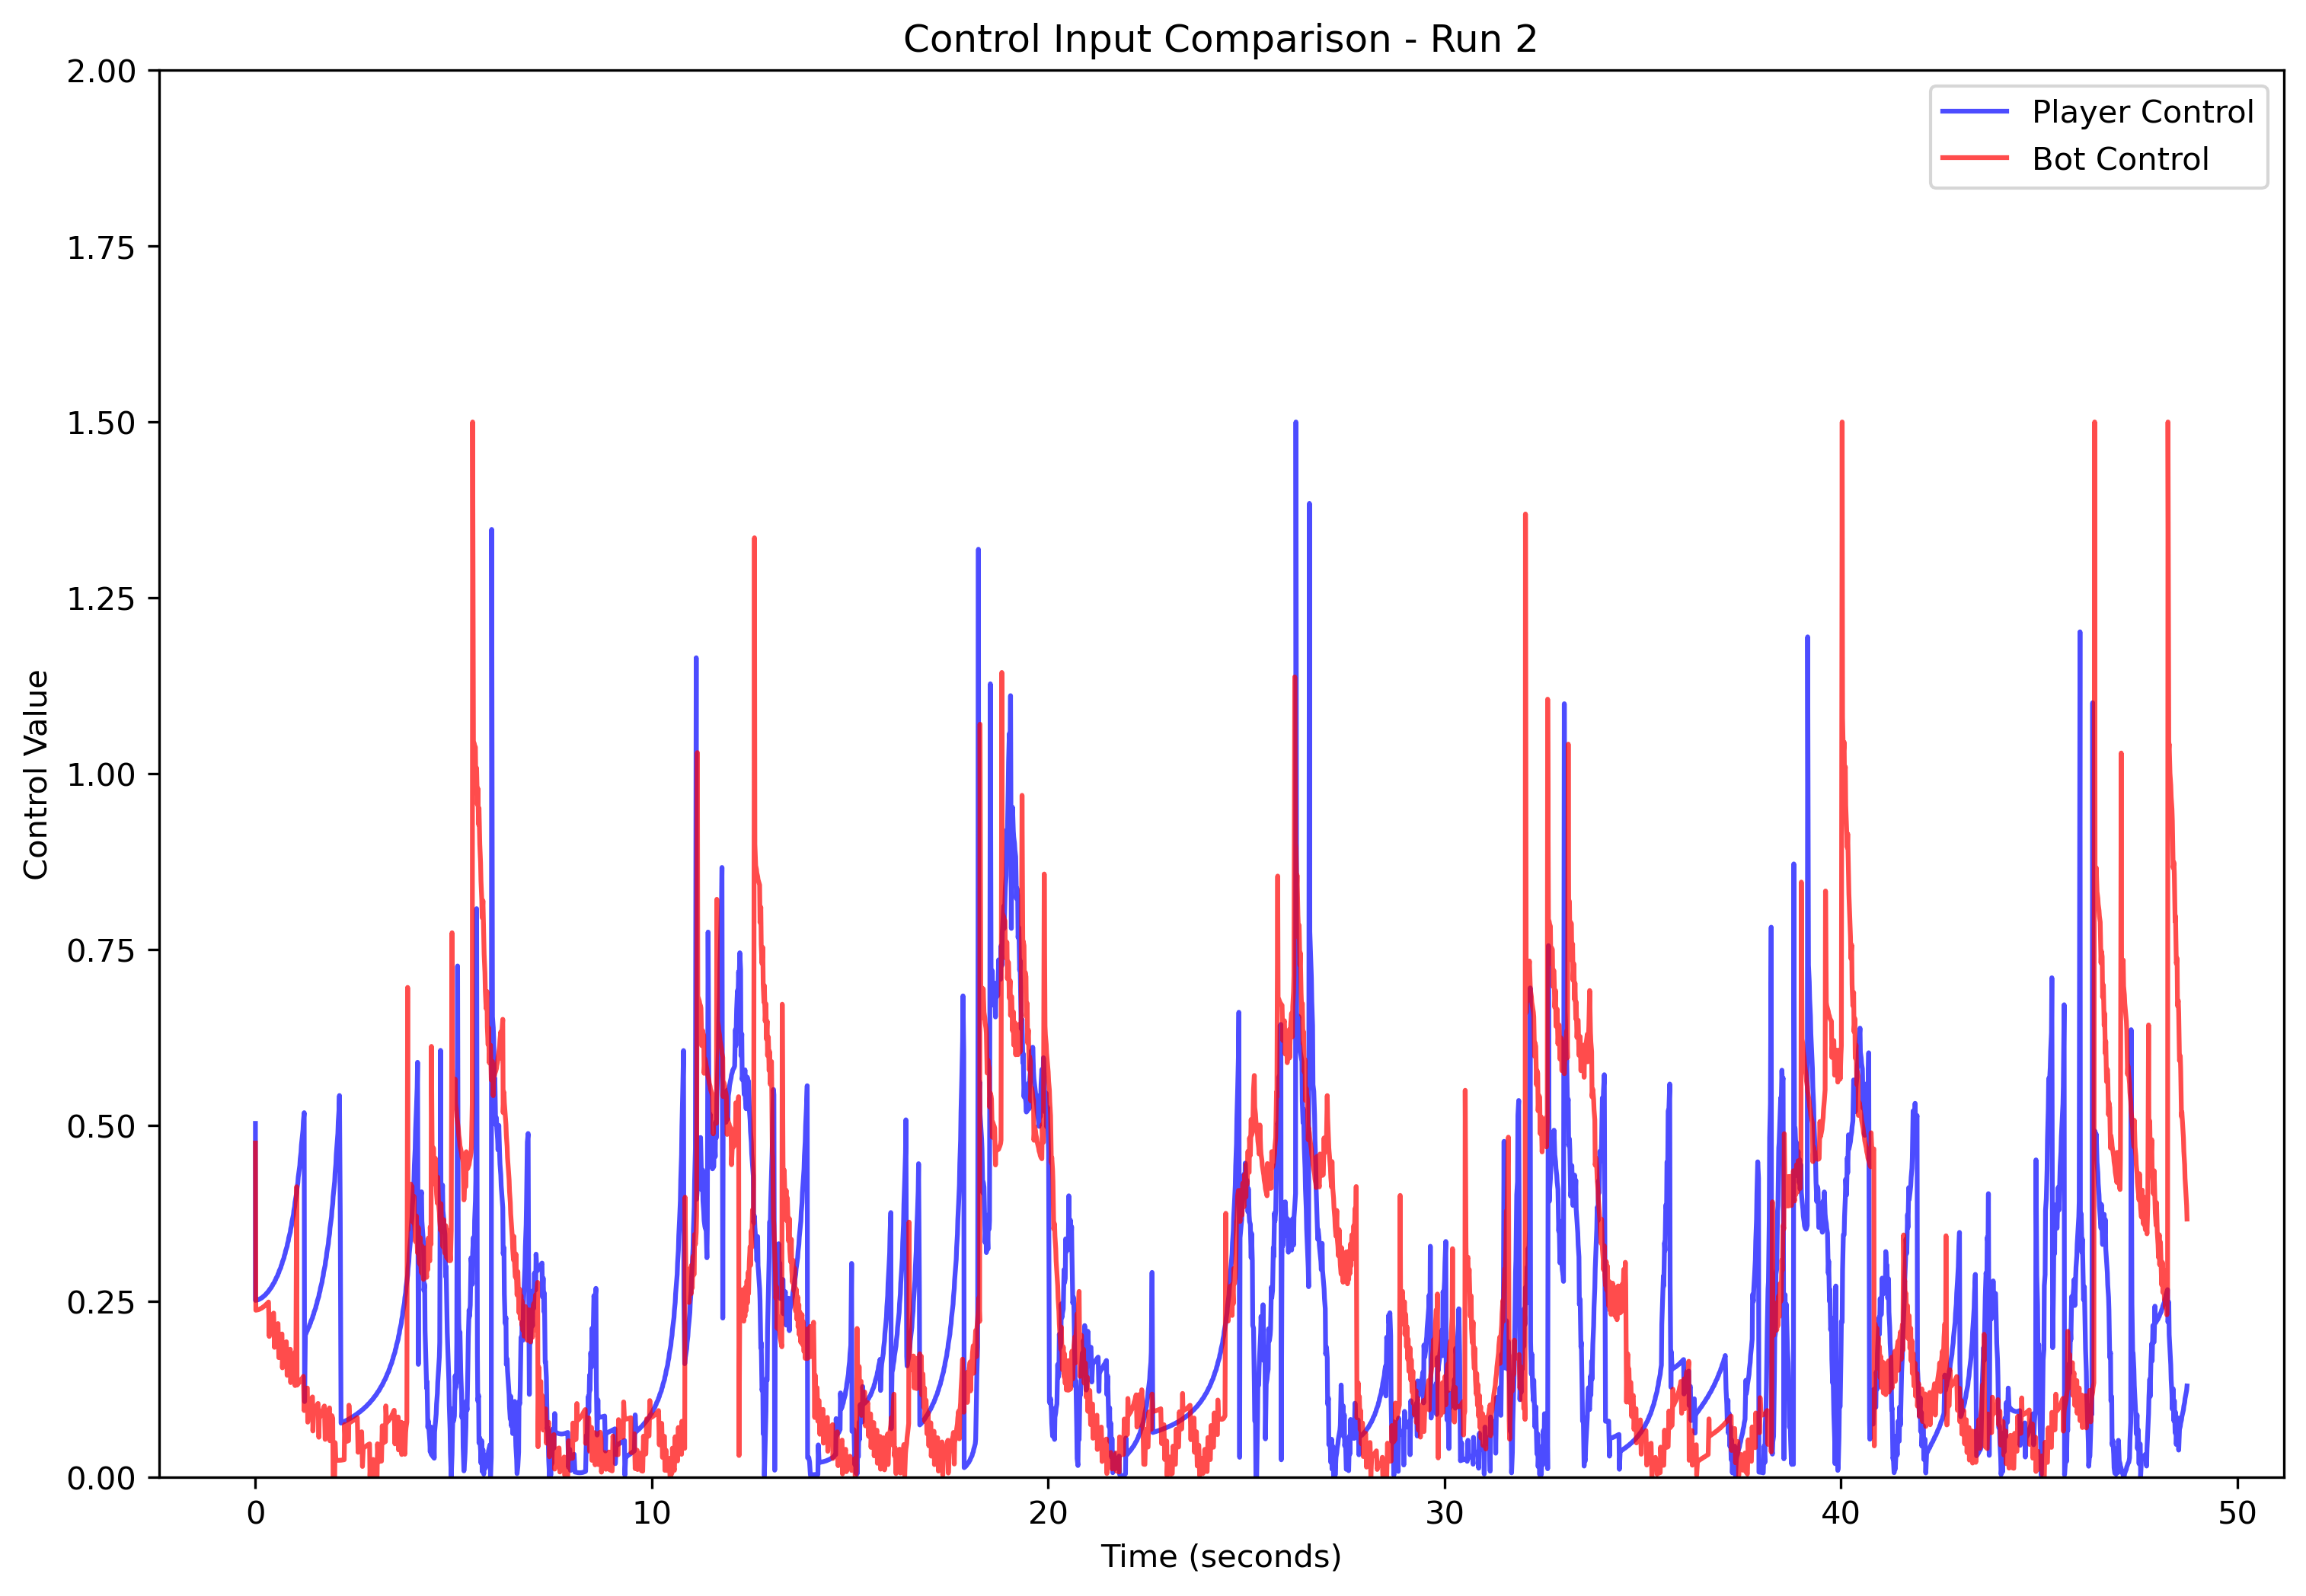 Control Input Comparison - Run 2
Player Control
Bot Control
2.00
1.75
1.50
1.25
1.00
0.75
0.50
0.25
0.00
Control Value
0 10 20 30 40 50
Time (seconds)